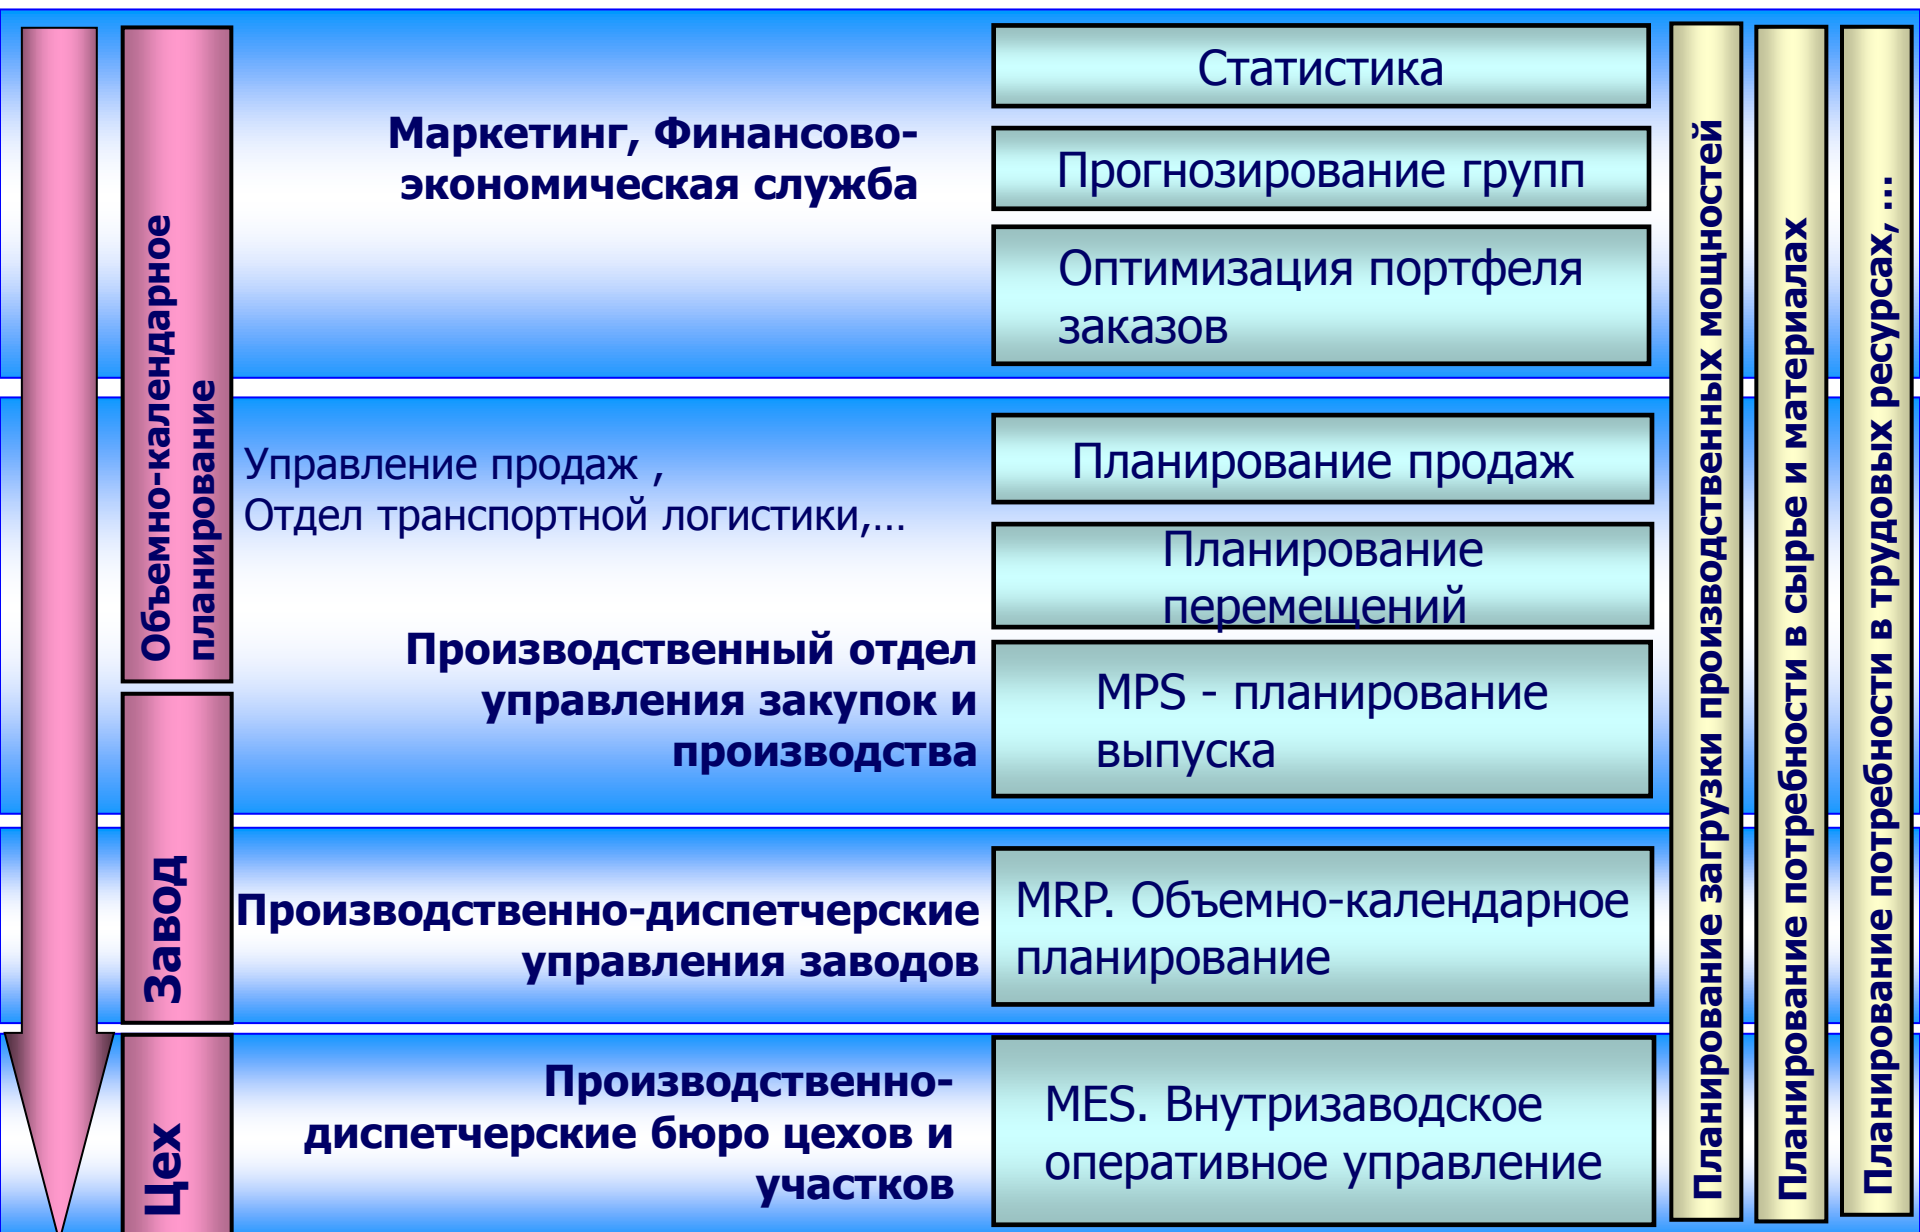 Объемно-календарное
планирование
Маркетинг, Финансово-
экономическая служба
Статистика
Прогнозирование групп
Оптимизация портфеля
заказов
Управление продаж ,
Отдел транспортной логистики,...
Планирование продаж
Планирование
перемещений
Производственный отдел
управления закупок и
производства
MPS - планирование
выпуска
Завод
Производственно-диспетчерские
управления заводов
MRP. Объемно-календарное
планирование
Цех
Производственно-
диспетчерские бюро цехов и
участков
MES. Внутризаводское
оперативное управление
Планирование загрузки производственных мощностей
Планирование потребности в сырье и материалах
Планирование потребности в трудовых ресурсах, ...